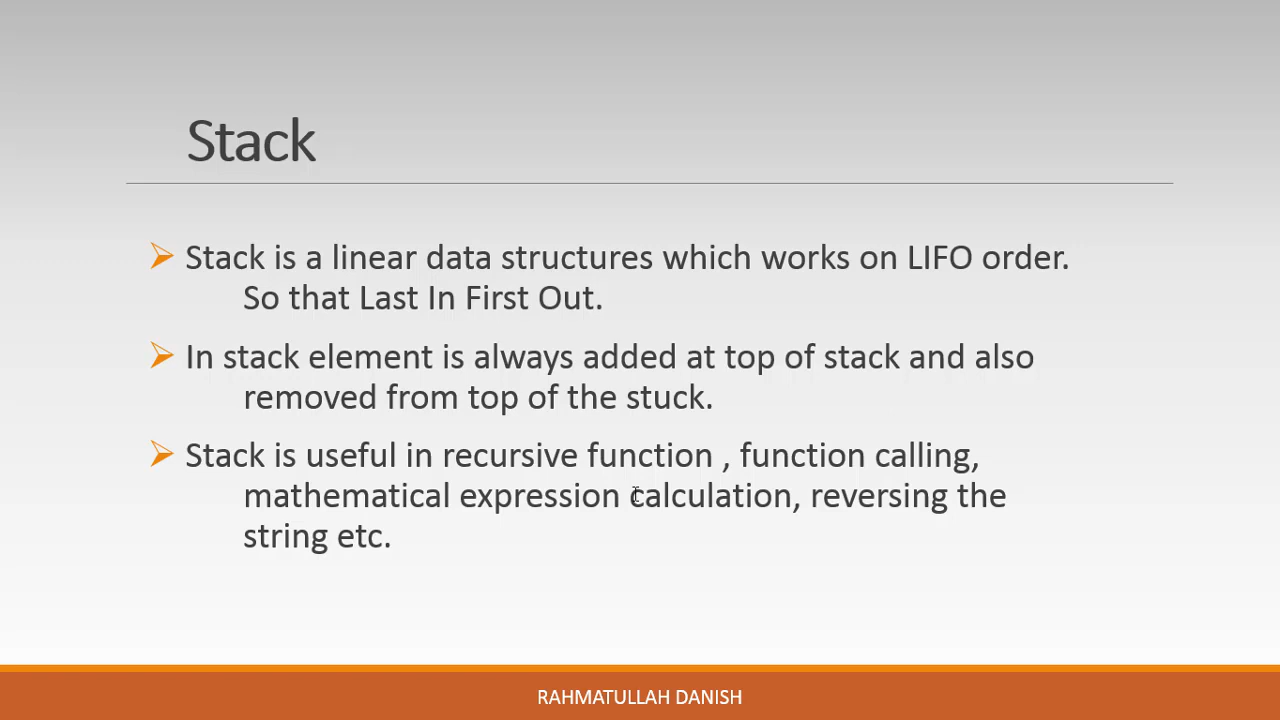 Stack
Stack is a linear data structures which works on LIFO order.
So that Last In First Out.
In stack element is always added at top of stack and also
removed from top of the stuck.
Stack is useful in recursive function , function calling,
mathematical expression calculation, reversing the
string etc.
RAHMATULLAH DANISH